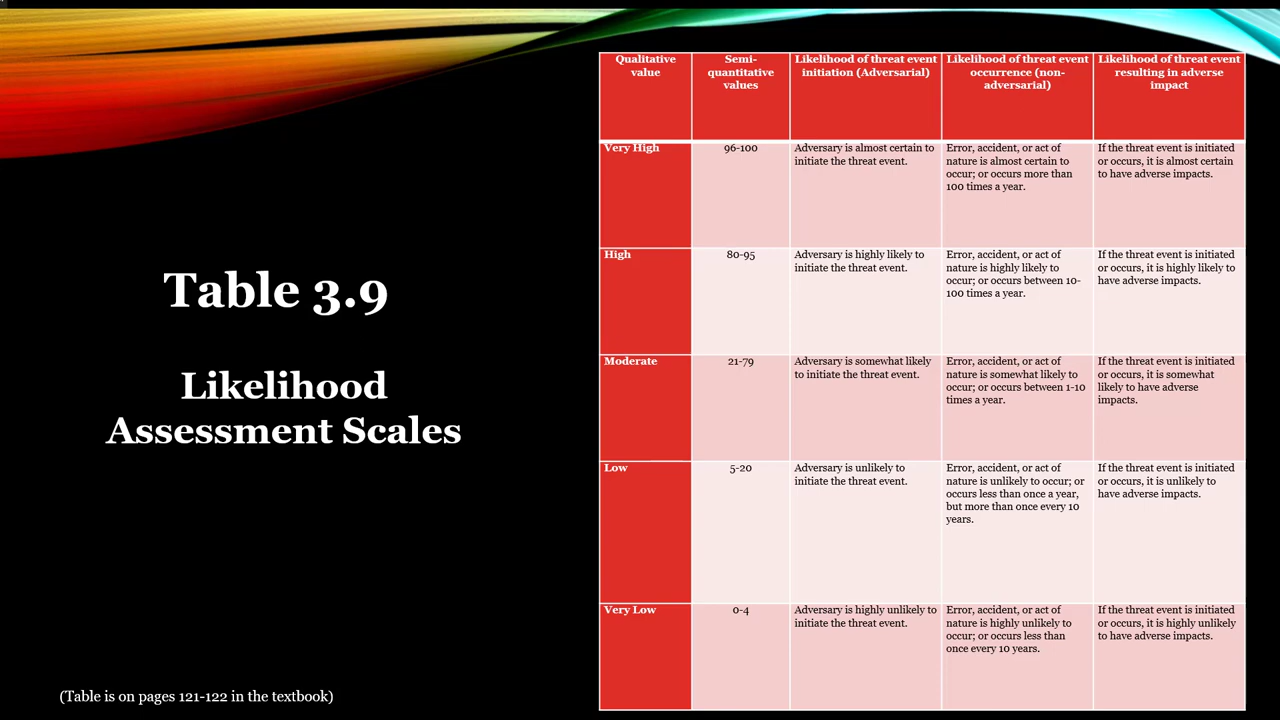 Table 3.9
Likelihood
Assessment Scales
(Table is on pages 121-122 in the textbook)
Qualitative
value
Semi-
quantitative
values
Likelihood of threat event
initiation (Adversarial)
Likelihood of threat event
occurrence (non-
adversarial)
Likelihood of threat event
resulting in adverse
impact
Very High
96-100
Adversary is almost certain to
initiate the threat event.
Error, accident, or act of
nature is almost certain to
occur; or occurs more than
100 times a year.
If the threat event is initiated
or occurs, it is almost certain
to have adverse impacts.
High
80-95
Adversary is highly likely to
initiate the threat event.
Error, accident, or act of
nature is highly likely to
occur; or occurs between 10-
100 times a year.
If the threat event is initiated
or occurs, it is highly likely to
have adverse impacts.
Moderate
21-79
Adversary is somewhat likely
to initiate the threat event.
Error, accident, or act of
nature is somewhat likely to
occur; or occurs between 1-10
times a year.
If the threat event is initiated
or occurs, it is somewhat
likely to have adverse
impacts.
Low
5-20
Adversary is unlikely to
initiate the threat event.
Error, accident, or act of
nature is unlikely to occur; or
occurs less than once a year,
but more than once every 10
years.
If the threat event is initiated
or occurs, it is unlikely to
have adverse impacts.
Very Low
0-4
Adversary is highly unlikely to
initiate the threat event.
Error, accident, or act of
nature is highly unlikely to
occur; or occurs less than
once every 10 years.
If the threat event is initiated
or occurs, it is highly unlikely
to have adverse impacts.